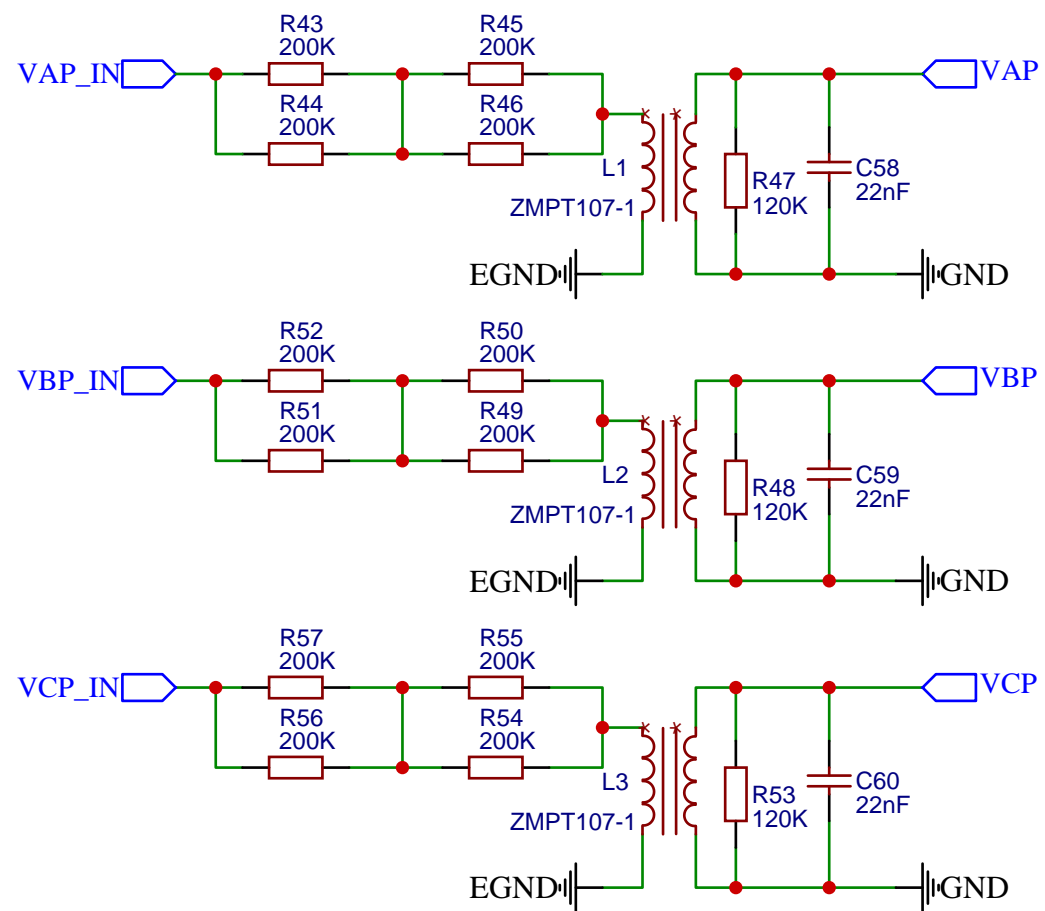 R43
200K
R45
200K
VAP_IN
VAP
R44
200K
R46
200K
L1
ZMPT107-1
R47
120K
C58
22nF
EGND
GND
R52
200K
R50
200K
VBP_IN
VBP
R51
200K
R49
200K
L2
ZMPT107-1
R48
120K
C59
22nF
EGND
GND
R57
200K
R55
200K
VCP_IN
VCP
R56
200K
R54
200K
L3
ZMPT107-1
R53
120K
C60
22nF
EGND
GND